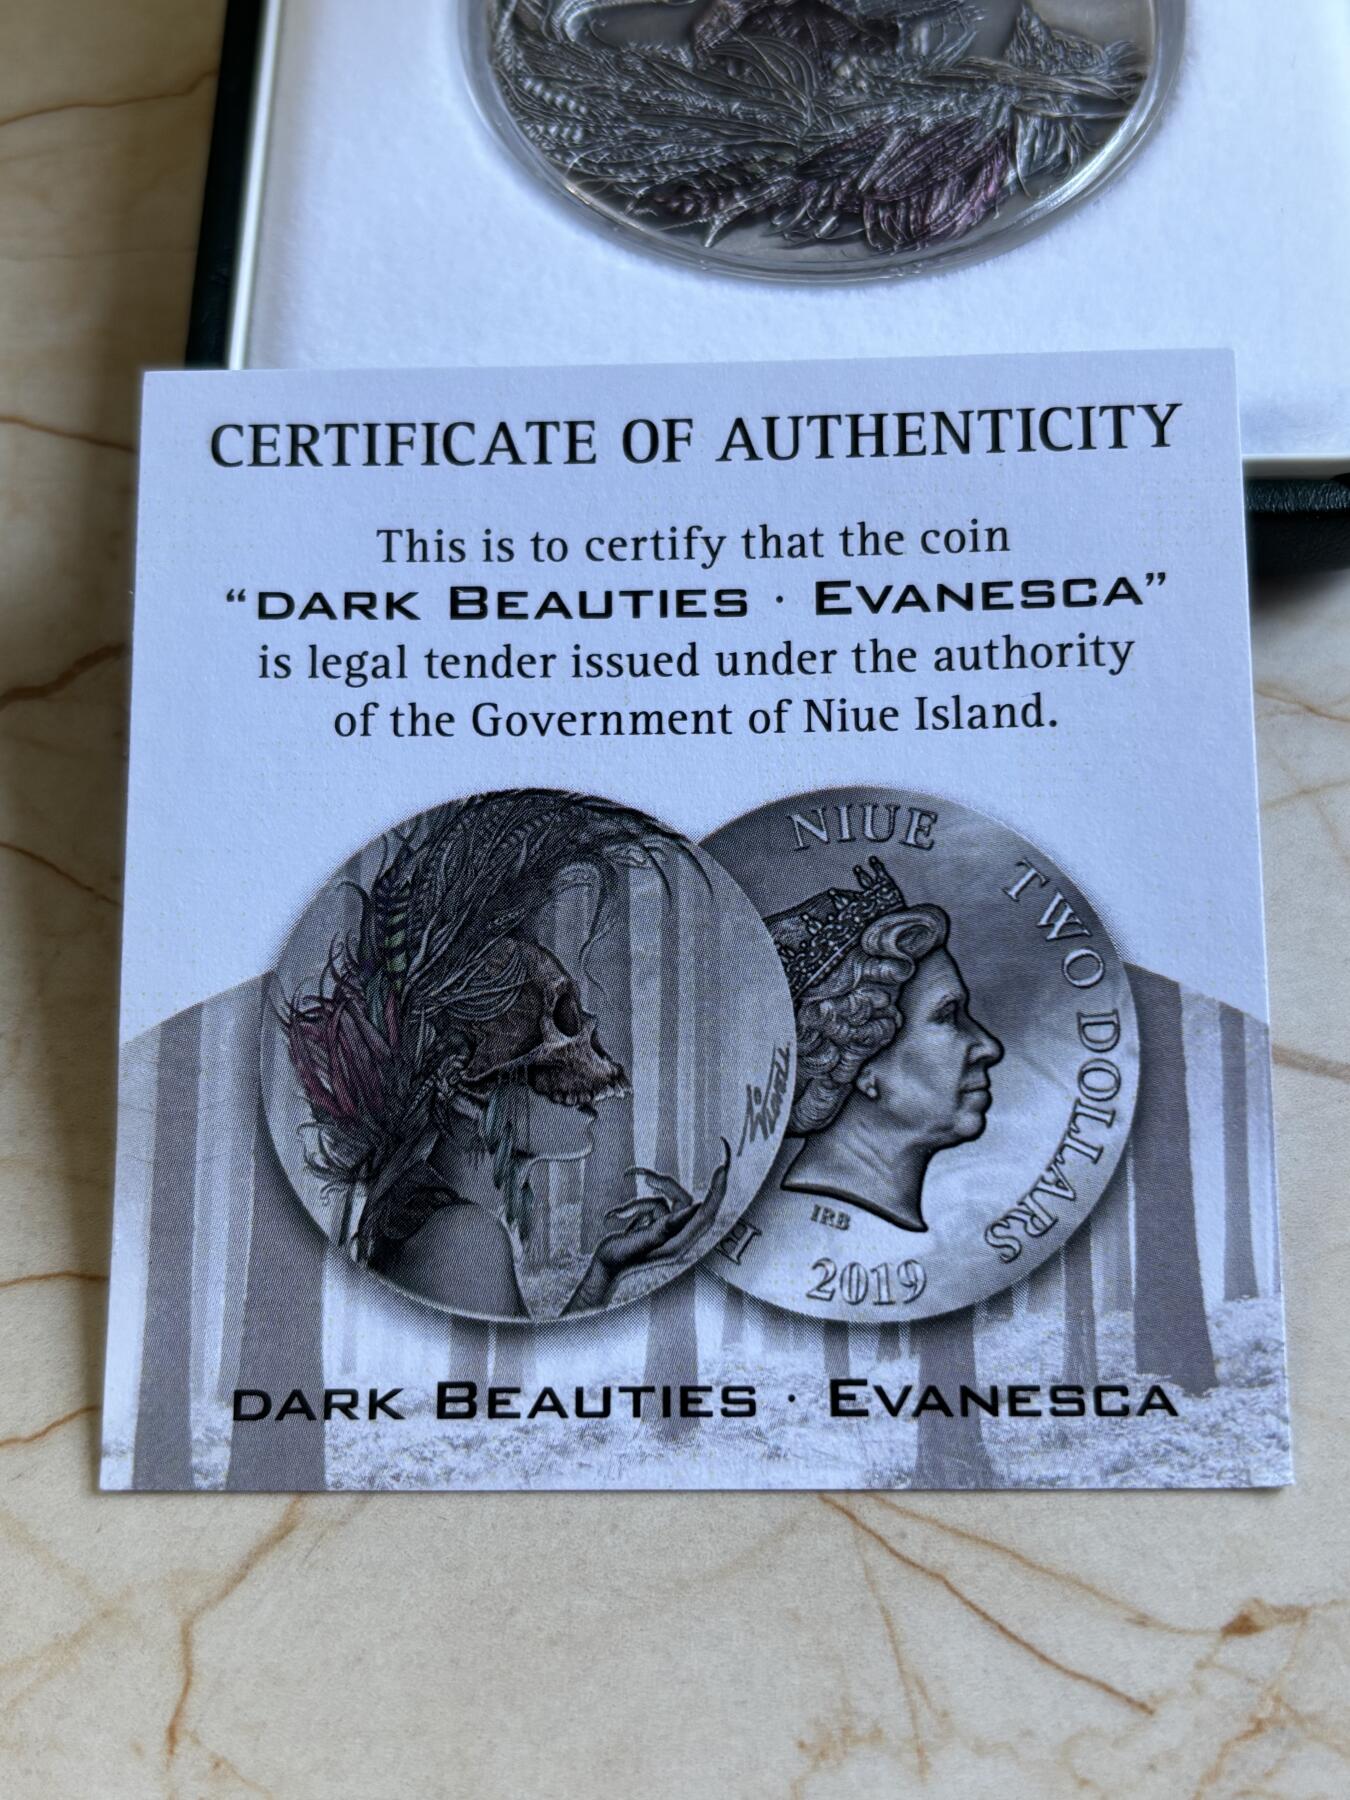 CERTIFICATE OF AUTHENTICITY
This is to certify that the coin
“DARK BEAUTIES · EVANESCA”
is legal tender issued under the authority
of the Government of Niue Island.
NIUE
TWO DOLLARS
IRB
2019
DARK BEAUTIES · EVANESCA